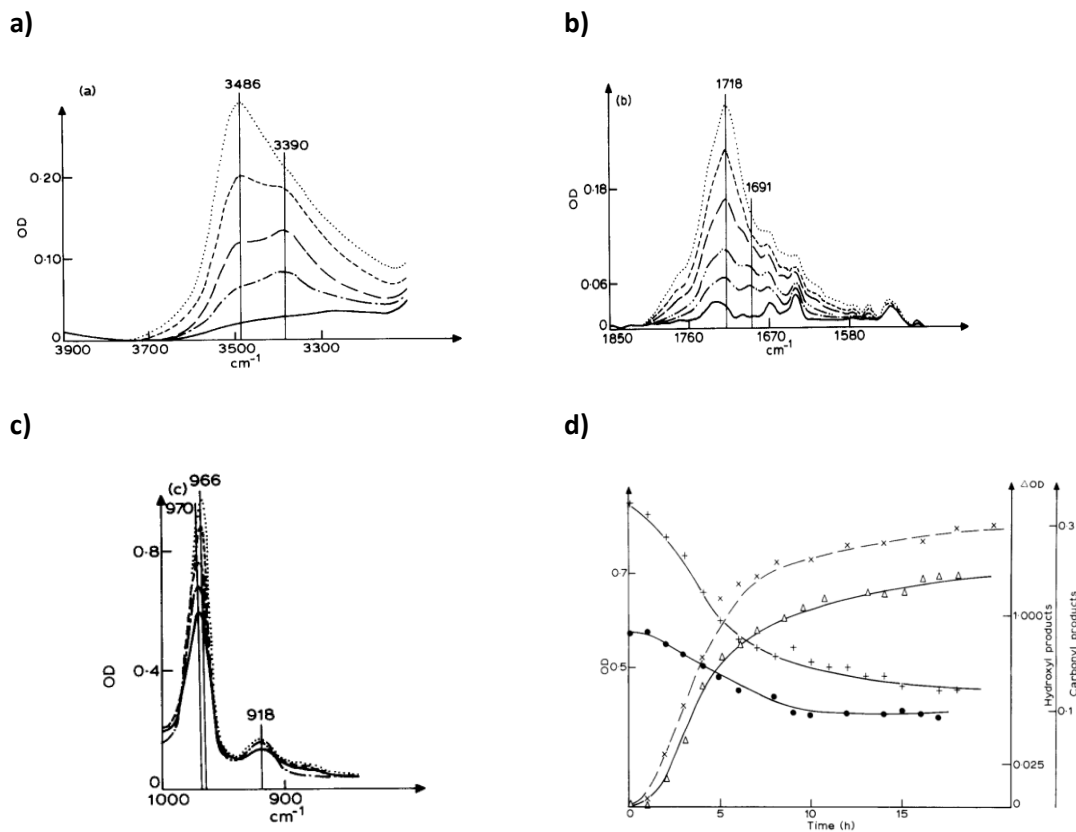 a)
b)
(a)
3486
3390
0·20
0·10
0
OD
3900
3700
3500
3300
cm⁻¹
(b)
1718
1691
0·18
0·06
0
OD
1850
1760
1670
1580
cm⁻¹
c)
d)
(c)
966
970
918
0·8
0·4
0
OD
1000
900
cm⁻¹
0·7
0·5
OD
0
5
10
15
Time (h)
△OD
1·000
0·025
0
Hydroxyl products
0·3
0·1
Carbonyl products